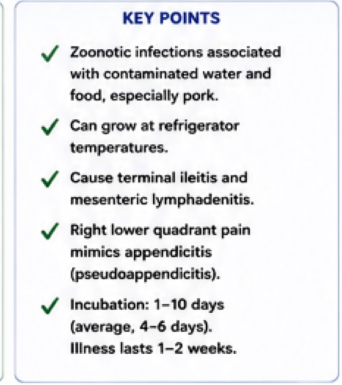 KEY POINTS
Zoonotic infections associated
with contaminated water and
food, especially pork.
Can grow at refrigerator
temperatures.
Cause terminal ileitis and
mesenteric lymphadenitis.
Right lower quadrant pain
mimics appendicitis
(pseudoappendicitis).
Incubation: 1–10 days
(average, 4–6 days).
Illness lasts 1–2 weeks.